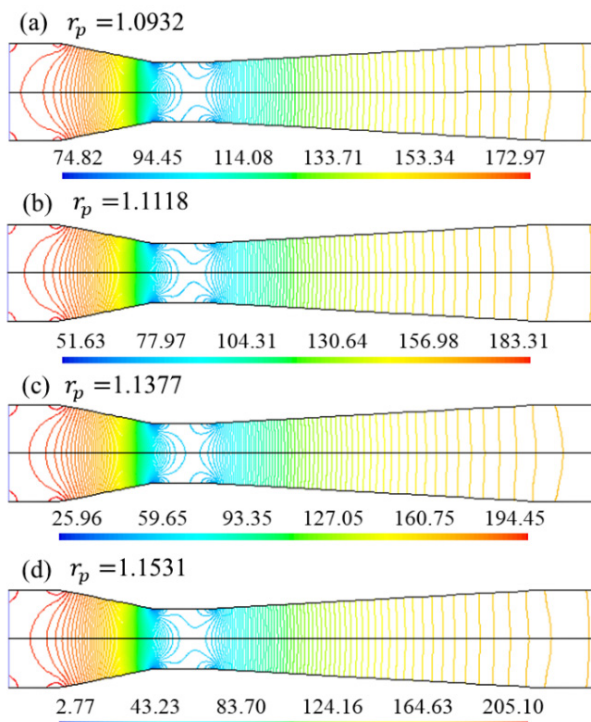 (a) r_p =1.0932
74.82 94.45 114.08 133.71 153.34 172.97
(b) r_p =1.1118
51.63 77.97 104.31 130.64 156.98 183.31
(c) r_p =1.1377
25.96 59.65 93.35 127.05 160.75 194.45
(d) r_p =1.1531
2.77 43.23 83.70 124.16 164.63 205.10